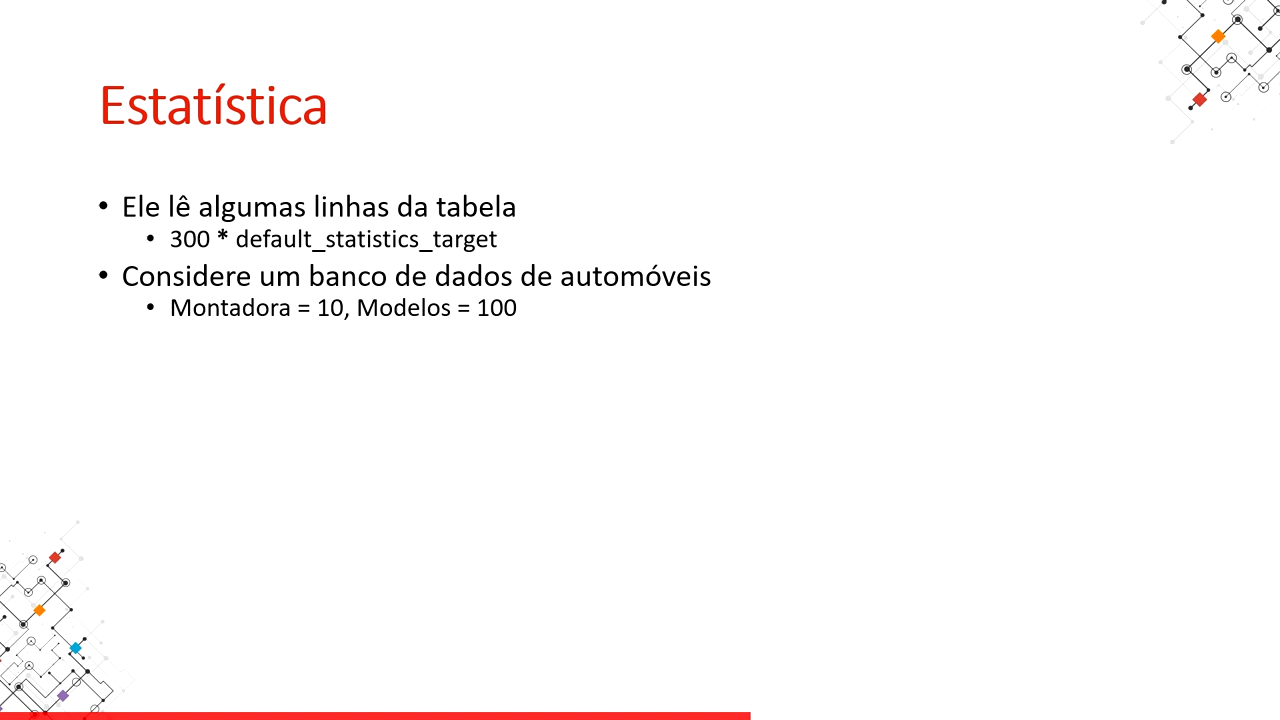 Estatística
• Ele lê algumas linhas da tabela
• 300 * default_statistics_target
• Considere um banco de dados de automóveis
• Montadora = 10, Modelos = 100